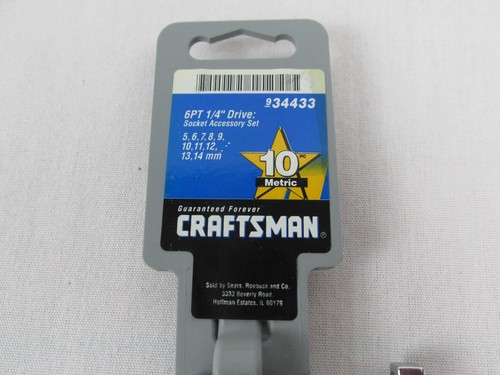 934433
6PT 1/4" Drive:
Socket Accessory Set
5, 6, 7, 8, 9,
10, 11, 12,
13, 14 mm
10 PC
Metric
Guaranteed Forever
CRAFTSMAN®
Sold by Sears, Roebuck and Co.
3333 Beverly Road,
Hoffman Estates, IL 60179